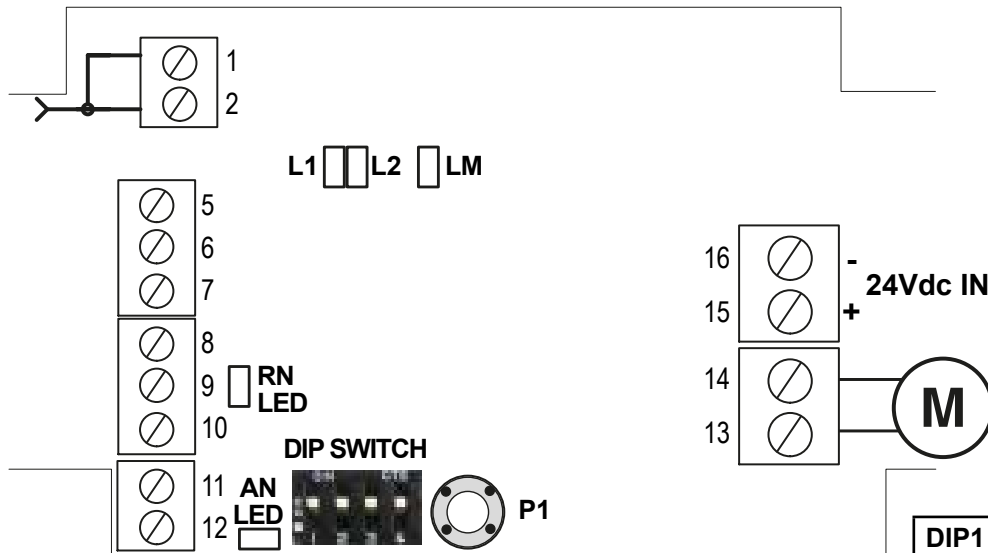 1
2
L1 L2 LM
5
6
7
16 -
24Vdc IN
15 +
8
9 RN
LED
10
14
13
M
DIP SWITCH
11 AN
LED
12
P1
DIP1